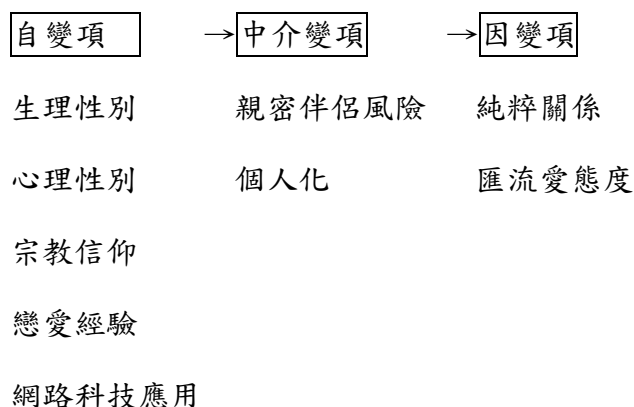 自變項 →中介變項 →因變項
生理性別 親密伴侶風險 純粹關係
心理性別 個人化 匯流愛態度
宗教信仰
戀愛經驗
網路科技應用